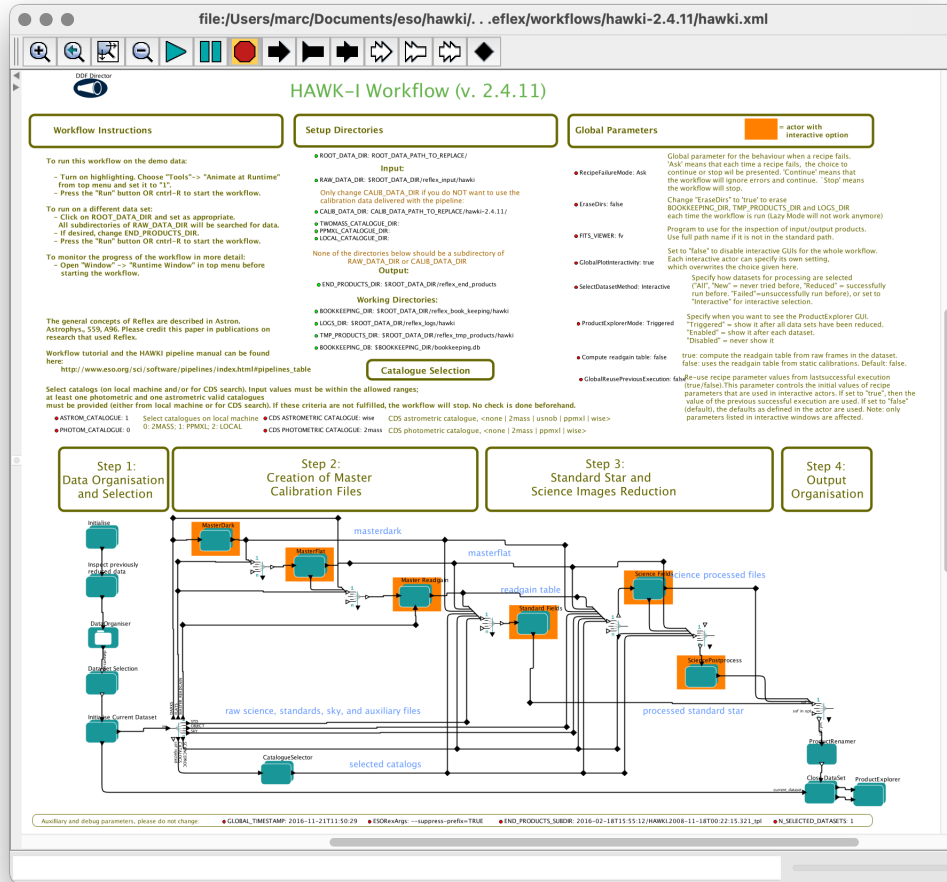 file:/Users/marc/Documents/eso/hawki/. . .eflex/workflows/hawki-2.4.11/hawki.xml
DDF Director
HAWK-I Workflow (v. 2.4.11)
Workflow Instructions
To run this workflow on the demo data:
- Turn on highlighting. Choose "Tools"-> "Animate at Runtime"
from top menu and set it to "1".
- Press the "Run" button OR cntrl-R to start the workflow.
To run on a different data set:
- Click on ROOT_DATA_DIR and set as appropriate.
All subdirectories of RAW_DATA_DIR will be searched for data.
- If desired, change END_PRODUCTS_DIR.
- Press the "Run" button OR cntrl-R to start the workflow.
To monitor the progress of the workflow in more detail:
- Open "Window" -> "Runtime Window" in top menu before
starting the workflow.
The general concepts of Reflex are described in Astron.
Astrophys., 559, A96. Please credit this paper in publications on
research that used Reflex.
Workflow tutorial and the HAWKI pipeline manual can be found
here:
http://www.eso.org/sci/software/pipelines/index.html#pipelines_table
Setup Directories
ROOT_DATA_DIR: ROOT_DATA_PATH_TO_REPLACE/
Input:
RAW_DATA_DIR: $ROOT_DATA_DIR/reflex_input/hawki
Only change CALIB_DATA_DIR if you do NOT want to use the
calibration data delivered with the pipeline:
CALIB_DATA_DIR: CALIB_DATA_PATH_TO_REPLACE/hawki-2.4.11/
TWOMASS_CATALOGUE_DIR:
PPMXL_CATALOGUE_DIR:
LOCAL_CATALOGUE_DIR:
None of the directories below should be a subdirectory of
RAW_DATA_DIR or CALIB_DATA_DIR
Output:
END_PRODUCTS_DIR: $ROOT_DATA_DIR/reflex_end_products
Working Directories:
BOOKKEEPING_DIR: $ROOT_DATA_DIR/reflex_book_keeping/hawki
LOGS_DIR: $ROOT_DATA_DIR/reflex_logs/hawki
TMP_PRODUCTS_DIR: $ROOT_DATA_DIR/reflex_tmp_products/hawki
BOOKKEEPING_DB: $BOOKKEEPING_DIR/bookkeeping.db
Global Parameters
= actor with
interactive option
RecipeFailureMode: Ask
Global parameter for the behaviour when a recipe fails.
'Ask' means that each time a recipe fails, the choice to
continue or stop wil be presented. 'Continue' means that
the workflow will ignore errors and continue. `Stop' means
the workflow will stop.
EraseDirs: false
Change "EraseDirs" to 'true' to erase
BOOKKEEPING_DIR, TMP_PRODUCTS_DIR and LOGS_DIR
each time the workflow is run (Lazy Mode will not work anymore)
FITS_VIEWER: fv
Program to use for the inspection of input/output products.
Use full path name if it is not in the standard path.
GlobalPlotInteractivity: true
Set to "false" to disable interactive GUIs for the whole workflow.
Each interactive actor can specify its own setting,
which overwrites the choice given here.
SelectDatasetMethod: Interactive
Specify how datasets for processing are selected
("All", "New" = never tried before, "Reduced" = successfully
run before. "Failed"=unsuccessfully run before), or set to
"Interactive" for interactive selection.
ProductExplorerMode: Triggered
Specify when you want to see the ProductExplorer GUI.
"Triggered" = show it after all data sets have been reduced.
"Enabled" = show it after each dataset.
"Disabled" = never show it
Compute readgain table: false
true: compute the readgain table from raw frames in the dataset.
false: uses the readgain table from static calibrations. Default: false.
GlobalReusePreviousExecution: false
Re-use recipe parameter values from lastsuccessful execution
(true/false).This parameter controls the initial values of recipe
parameters that are used in interactive actors. If set to "true", then the
value of the previous successful execution are used. If set to "false"
(default), the defaults as defined in the actor are used. Note: only
parameters listed in interactive windows are affected.
Catalogue Selection
Select catalogs (on local machine and/or for CDS search). Input values must be within the allowed ranges;
at least one photometric and one astrometric valid catalogues
must be provided (either from local machine or for CDS search). If these criteria are not fulfilled, the workflow will stop. No check is done beforehand.
ASTROM_CATALOGUE: 1
PHOTOM_CATALOGUE: 0
Select catalogues on local machine
0: 2MASS; 1: PPMXL; 2: LOCAL
CDS ASTROMETRIC CATALOGUE: wise
CDS astrometric catalogue, <none | 2mass | usnob | ppmxl | wise>
CDS PHOTOMETRIC CATALOGUE: 2mass
CDS photometric catalogue, <none | 2mass | ppmxl | wise>
Step 1:
Data Organisation
and Selection
Step 2:
Creation of Master
Calibration Files
Step 3:
Standard Star and
Science Images Reduction
Step 4:
Output
Organisation
Initialise
Inspect previously
reduced data
DataOrganiser
Dataset Selection
Initialise Current Dataset
MasterDark
masterdark
MasterFlat
masterflat
Master Readgain
readgain table
Standard Fields
Science Fields
science processed files
SciencePostprocess
raw science, standards, sky, and auxiliary files
processed standard star
CatalogueSelector
selected catalogs
ProductRenamer
Close DataSet
ProductExplorer
current_dataset
Auxilliary and debug parameters, please do not change:
GLOBAL_TIMESTAMP: 2016-11-21T11:50:29
ESORexArgs: --suppress-prefix=TRUE
END_PRODUCTS_SUBDIR: 2016-02-18T15:55:12/HAWKI.2008-11-18T00:22:15.321_tpl
N_SELECTED_DATASETS: 1